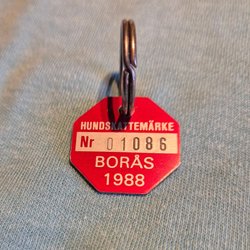 HUNDSKATTEMÄRKE
Nr 01086
BORÅS
1988